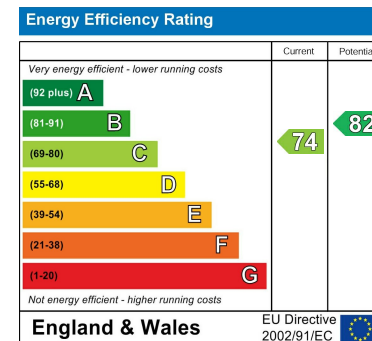 Energy Efficiency Rating
Current Potentia
Very energy efficient - lower running costs
(92 plus) A
(81-91) B
(69-80) C
(55-68) D
(39-54) E
(21-38) F
(1-20) G
74
82
Not energy efficient - higher running costs
England & Wales
EU Directive
2002/91/EC